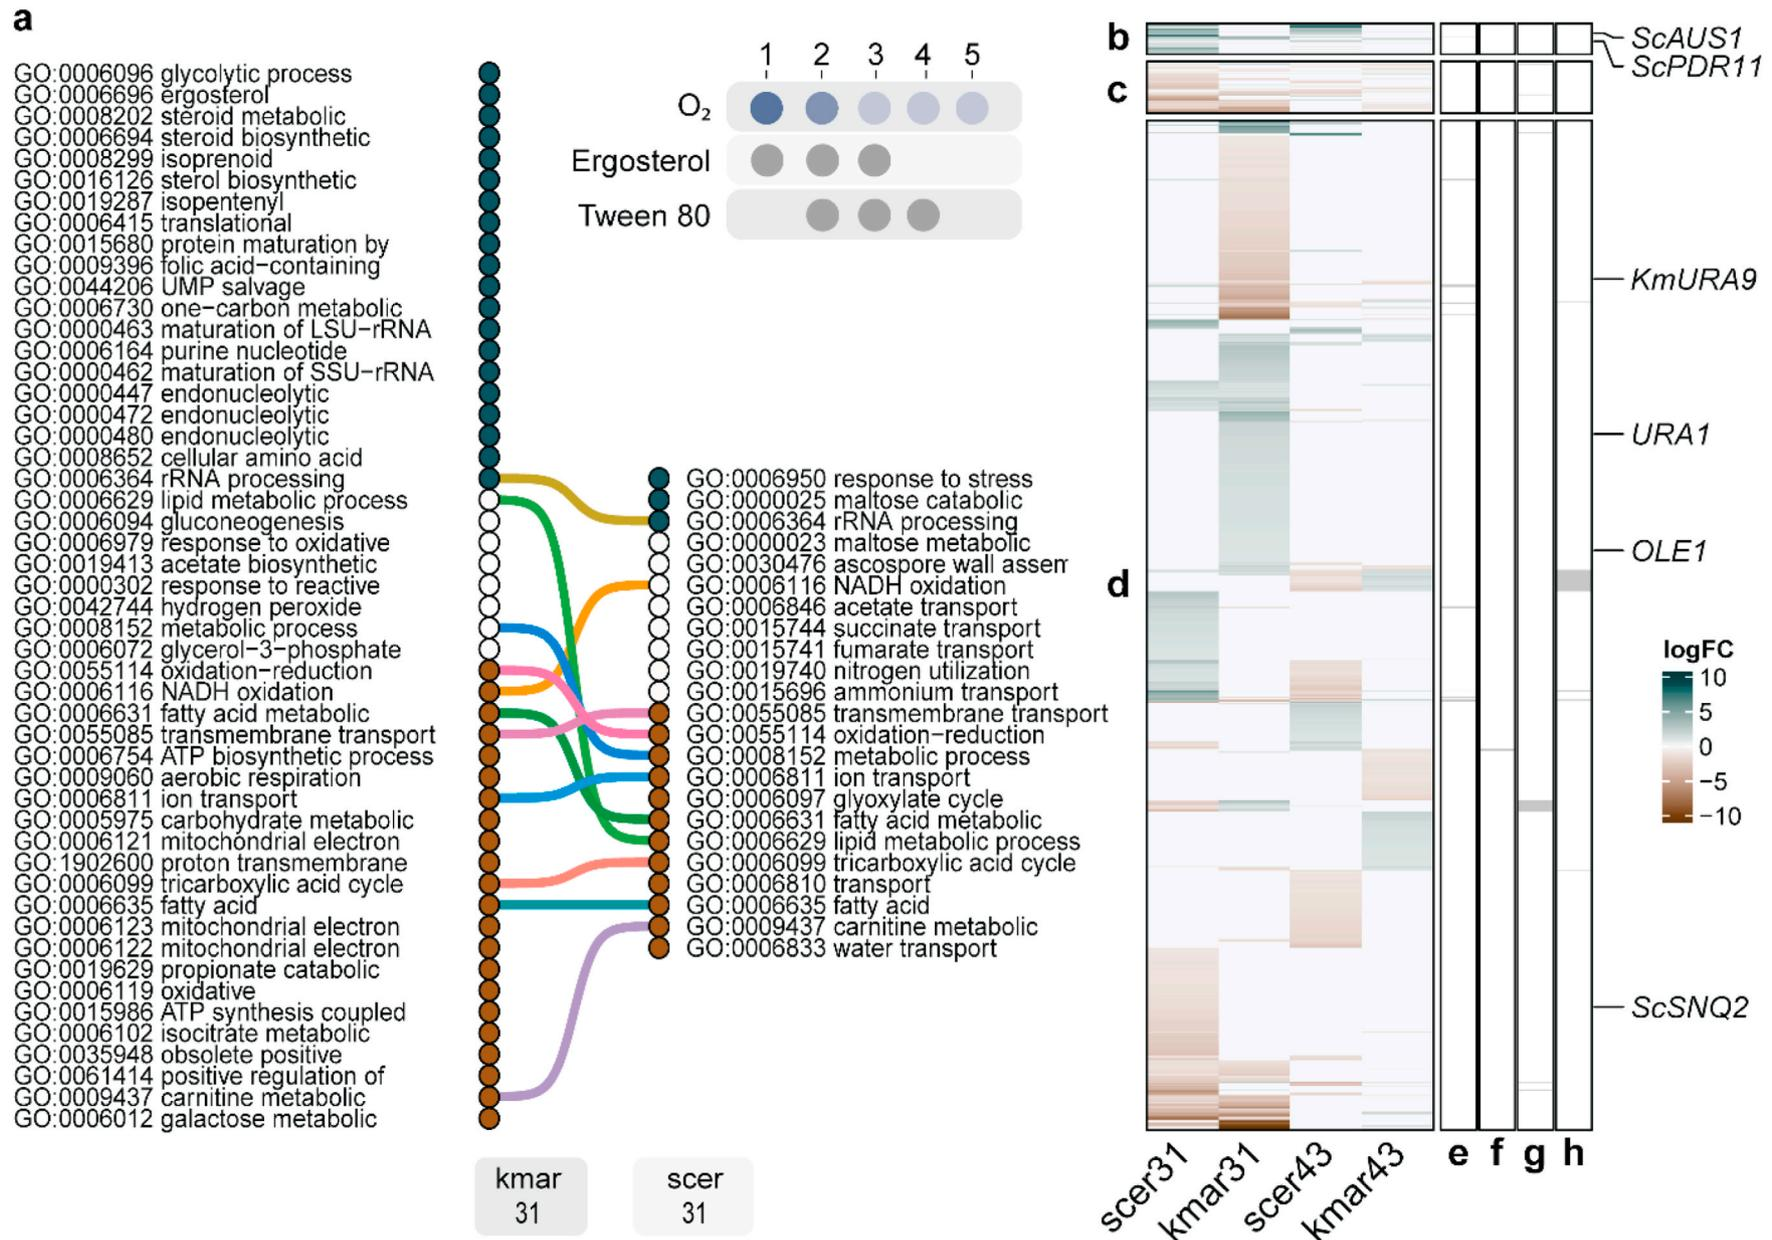 a
GO:0006096 glycolytic process
GO:0006696 ergosterol
GO:0008202 steroid metabolic
GO:0006694 steroid biosynthetic
GO:0008299 isoprenoid
GO:0016126 sterol biosynthetic
GO:0019287 isopentenyl
GO:0006415 translational
GO:0015680 protein maturation by
GO:0009396 folic acid−containing
GO:0044206 UMP salvage
GO:0006730 one−carbon metabolic
GO:0000463 maturation of LSU−rRNA
GO:0006164 purine nucleotide
GO:0000462 maturation of SSU−rRNA
GO:0000447 endonucleolytic
GO:0000472 endonucleolytic
GO:0000480 endonucleolytic
GO:0008652 cellular amino acid
GO:0006364 rRNA processing
GO:0006629 lipid metabolic process
GO:0006094 gluconeogenesis
GO:0006979 response to oxidative
GO:0019413 acetate biosynthetic
GO:0000302 response to reactive
GO:0042744 hydrogen peroxide
GO:0008152 metabolic process
GO:0006072 glycerol−3−phosphate
GO:0055114 oxidation−reduction
GO:0006116 NADH oxidation
GO:0006631 fatty acid metabolic
GO:0055085 transmembrane transport
GO:0006754 ATP biosynthetic process
GO:0009060 aerobic respiration
GO:0006811 ion transport
GO:0005975 carbohydrate metabolic
GO:0006121 mitochondrial electron
GO:1902600 proton transmembrane
GO:0006099 tricarboxylic acid cycle
GO:0006635 fatty acid
GO:0006123 mitochondrial electron
GO:0006122 mitochondrial electron
GO:0019629 propionate catabolic
GO:0006119 oxidative
GO:0015986 ATP synthesis coupled
GO:0006102 isocitrate metabolic
GO:0035948 obsolete positive
GO:0061414 positive regulation of
GO:0009437 carnitine metabolic
GO:0006012 galactose metabolic
kmar
31
1 2 3 4 5
O₂
Ergosterol
Tween 80
GO:0006950 response to stress
GO:0000025 maltose catabolic
GO:0006364 rRNA processing
GO:0000023 maltose metabolic
GO:0030476 ascospore wall assem
GO:0006116 NADH oxidation
GO:0006846 acetate transport
GO:0015744 succinate transport
GO:0015741 fumarate transport
GO:0019740 nitrogen utilization
GO:0015696 ammonium transport
GO:0055085 transmembrane transport
GO:0055114 oxidation−reduction
GO:0008152 metabolic process
GO:0006811 ion transport
GO:0006097 glyoxylate cycle
GO:0006631 fatty acid metabolic
GO:0006629 lipid metabolic process
GO:0006099 tricarboxylic acid cycle
GO:0006810 transport
GO:0006635 fatty acid
GO:0009437 carnitine metabolic
GO:0006833 water transport
scer
31
b
c
d
ScAUS1
ScPDR11
KmURA9
URA1
OLE1
ScSNQ2
scer31
kmar31
scer43
kmar43
e f g h
logFC
10
5
0
−5
−10